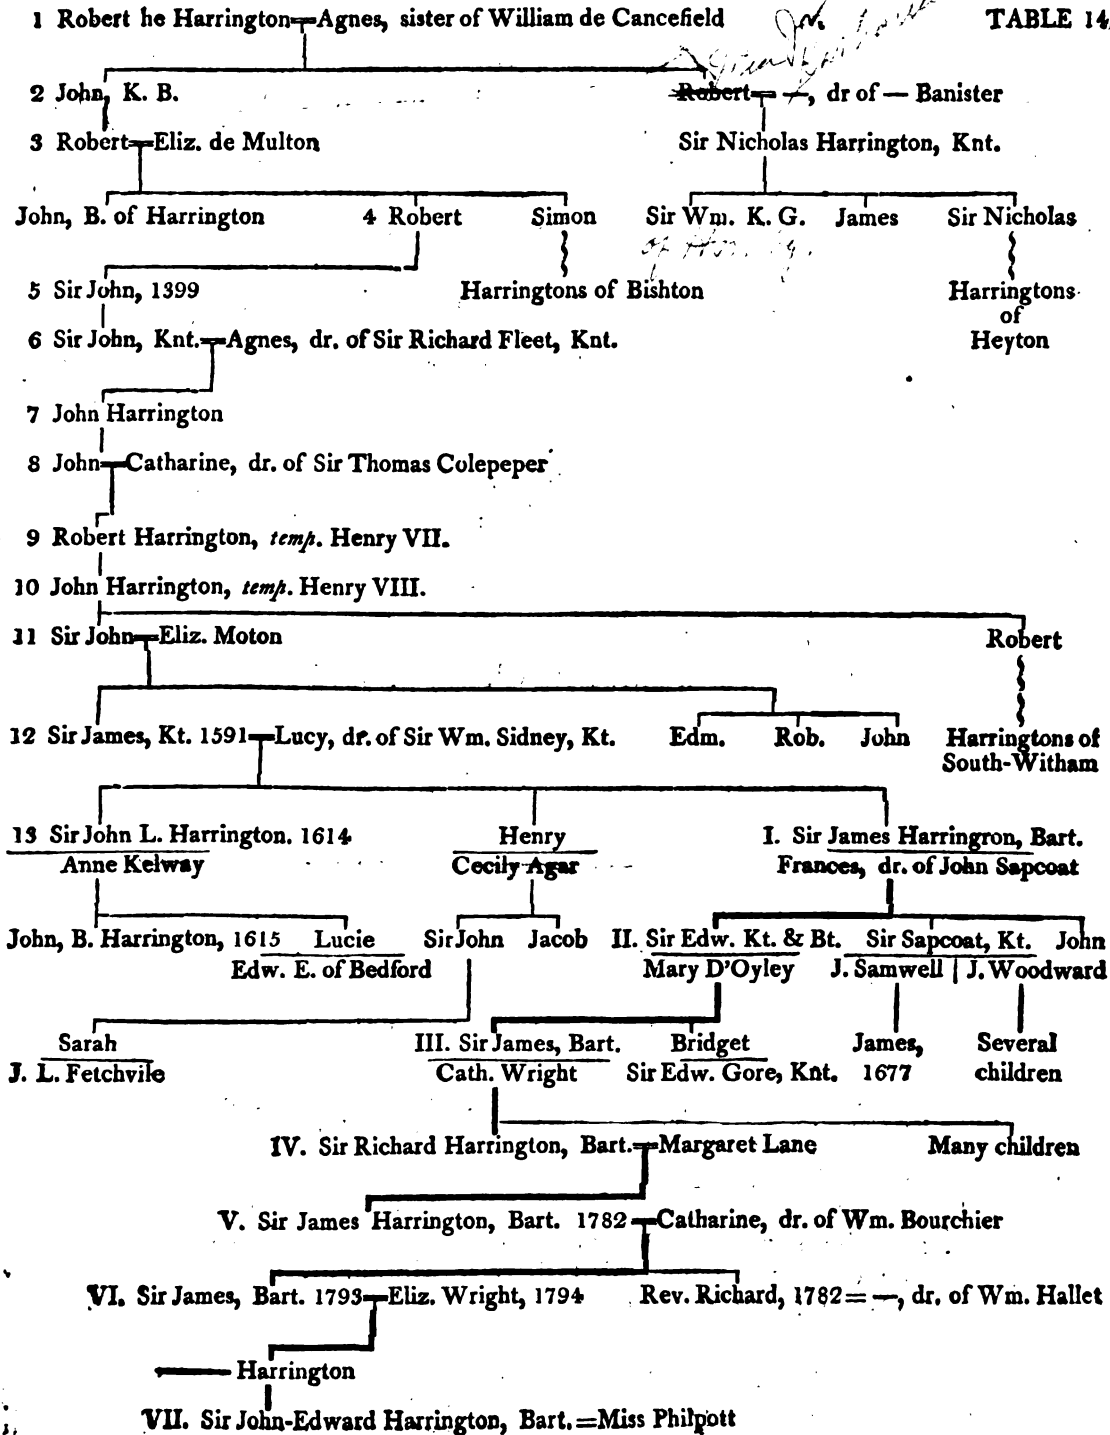 TABLE 14.
1 Robert he Harrington=Agnes, sister of William de Cancefield
2 John, K. B. Robert= —, dr of — Banister
3 Robert=Eliz. de Multon Sir Nicholas Harrington, Knt.
John, B. of Harrington 4 Robert Simon Sir Wm. K. G. James Sir Nicholas
5 Sir John, 1399 Harringtons of Bishton Harringtons
of
6 Sir John, Knt.=Agnes, dr. of Sir Richard Fleet, Knt. Heyton
7 John Harrington
8 John=Catharine, dr. of Sir Thomas Colepeper
9 Robert Harrington, temp. Henry VII.
10 John Harrington, temp. Henry VIII.
11 Sir John=Eliz. Moton Robert
12 Sir James, Kt. 1591=Lucy, dr. of Sir Wm. Sidney, Kt. Edm. Rob. John Harringtons of
South-Witham
13 Sir John L. Harrington. 1614 Henry I. Sir James Harringron, Bart.
Anne Kelway Cecily Agar Frances, dr. of John Sapcoat
John, B. Harrington, 1615 Lucie Sir John Jacob II. Sir Edw. Kt. & Bt. Sir Sapcoat, Kt. John
Edw. E. of Bedford Mary D'Oyley J. Samwell | J. Woodward
Sarah III. Sir James, Bart. Bridget James, Several
J. L. Fetchvile Cath. Wright Sir Edw. Gore, Knt. 1677 children
IV. Sir Richard Harrington, Bart.=Margaret Lane Many children
V. Sir James Harrington, Bart. 1782=Catharine, dr. of Wm. Bourchier
VI. Sir James, Bart. 1793=Eliz. Wright, 1794 Rev. Richard, 1782= —, dr. of Wm. Hallet
— Harrington
VII. Sir John-Edward Harrington, Bart.=Miss Philpott